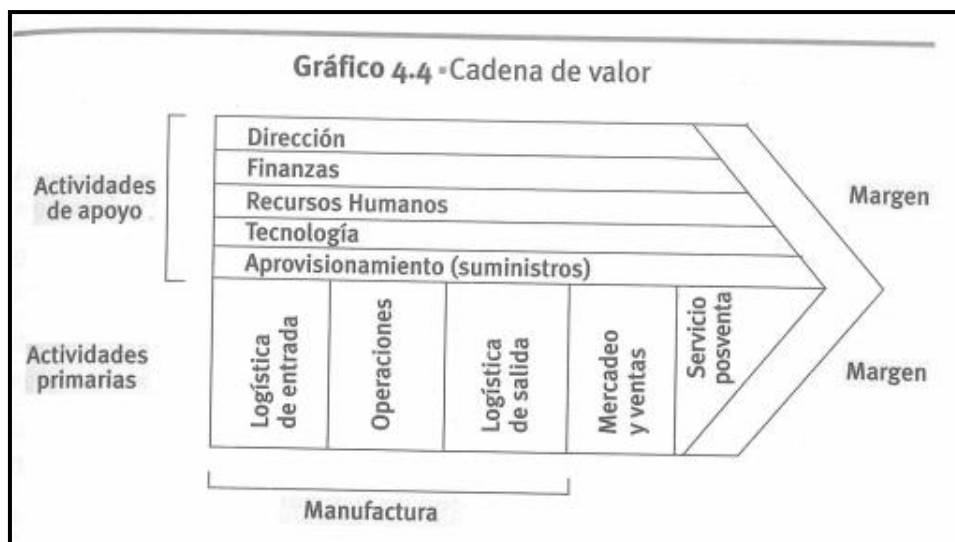 Gráfico 4.4 ▪ Cadena de valor
Actividades
de apoyo
Dirección
Finanzas
Recursos Humanos
Tecnología
Aprovisionamiento (suministros)
Margen
Actividades
primarias
Logística
de entrada
Operaciones
Logística
de salida
Mercadeo
y ventas
Servicio
posventa
Margen
Manufactura